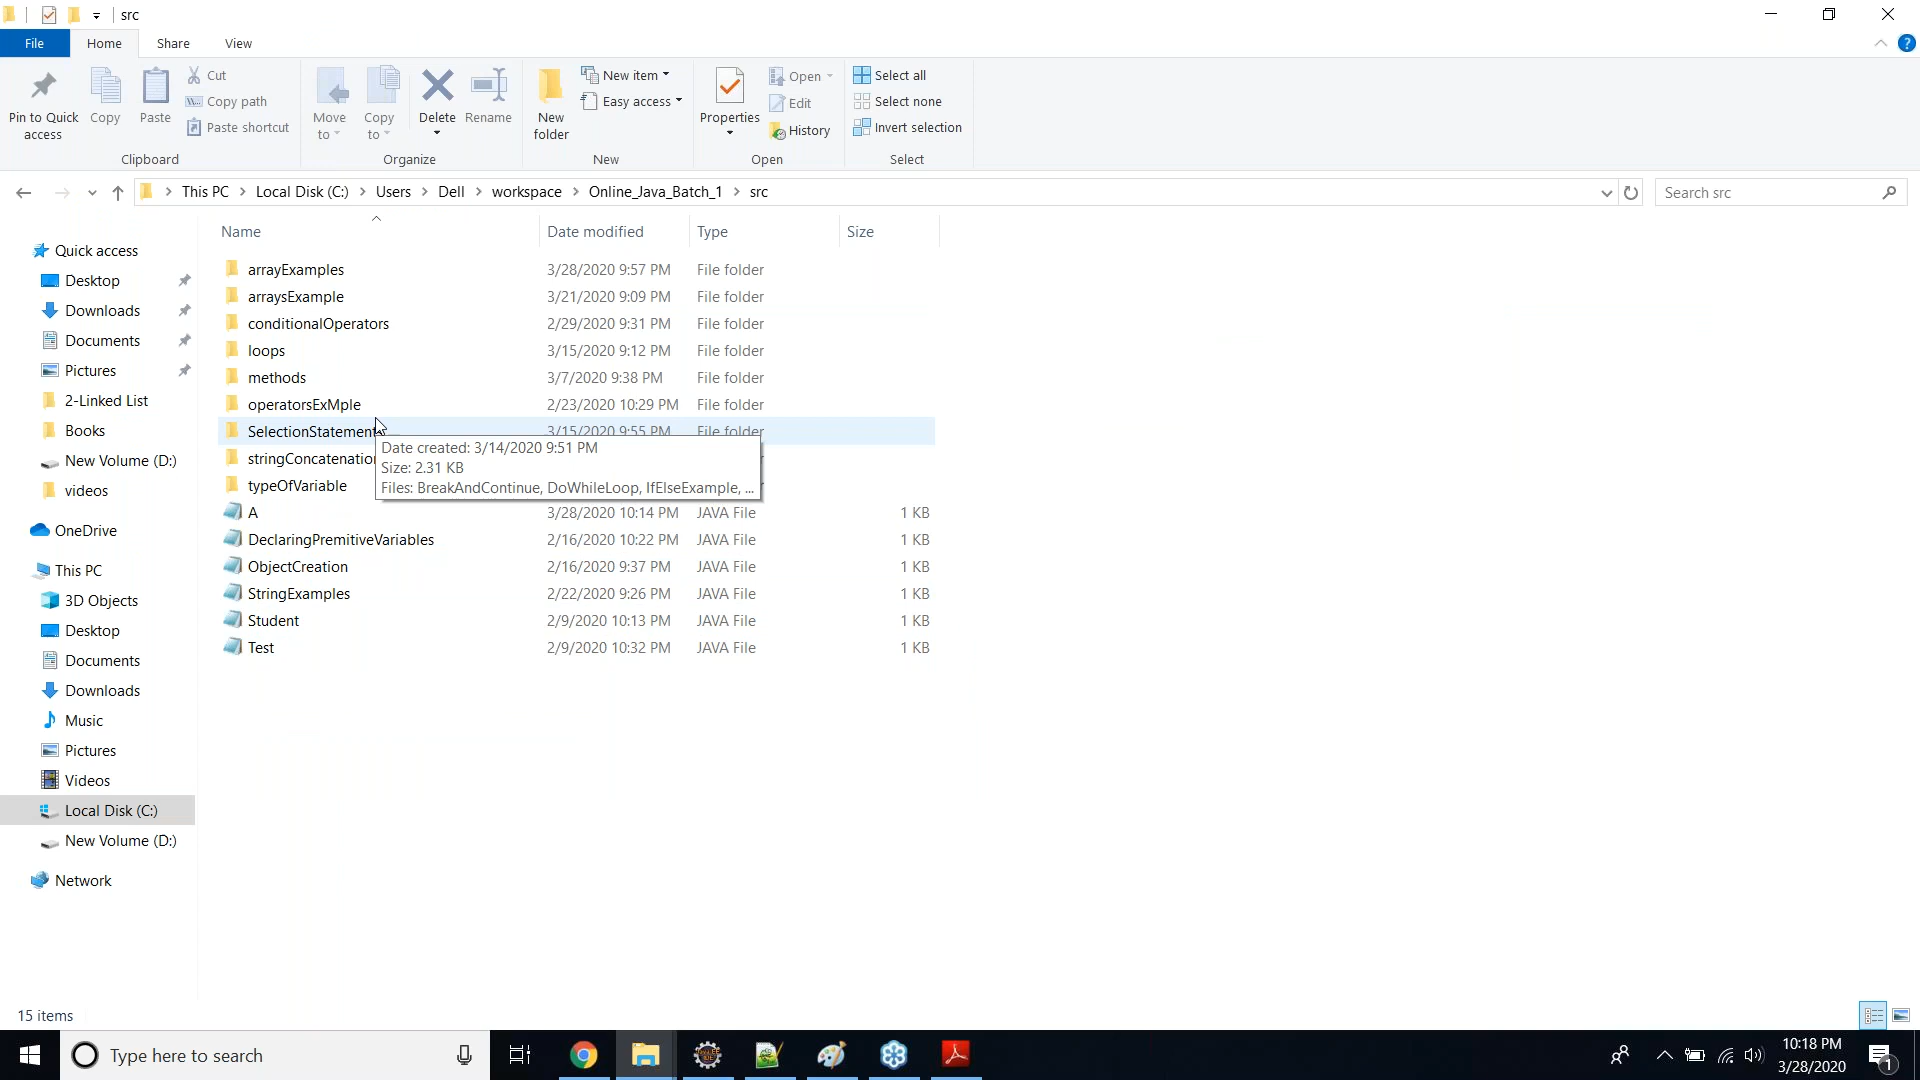 src
File Home Share View
Pin to Quick access
Copy
Paste
Cut
Copy path
Paste shortcut
Clipboard
Move to
Copy to
Delete
Rename
Organize
New folder
New item
Easy access
New
Properties
Open
Edit
History
Open
Select all
Select none
Invert selection
Select
This PC > Local Disk (C:) > Users > Dell > workspace > Online_Java_Batch_1 > src
Search src
Name Date modified Type Size
Quick access
Desktop
Downloads
Documents
Pictures
2-Linked List
Books
New Volume (D:)
videos
OneDrive
This PC
3D Objects
Desktop
Documents
Downloads
Music
Pictures
Videos
Local Disk (C:)
New Volume (D:)
Network
arrayExamples 3/28/2020 9:57 PM File folder
arraysExample 3/21/2020 9:09 PM File folder
conditionalOperators 2/29/2020 9:31 PM File folder
loops 3/15/2020 9:12 PM File folder
methods 3/7/2020 9:38 PM File folder
operatorsExMple 2/23/2020 10:29 PM File folder
SelectionStatement 3/15/2020 9:55 PM File folder
stringConcatenation
typeOfVariable
Date created: 3/14/2020 9:51 PM
Size: 2.31 KB
Files: BreakAndContinue, DoWhileLoop, IfElseExample, ...
A 3/28/2020 10:14 PM JAVA File 1 KB
DeclaringPremitiveVariables 2/16/2020 10:22 PM JAVA File 1 KB
ObjectCreation 2/16/2020 9:37 PM JAVA File 1 KB
StringExamples 2/22/2020 9:26 PM JAVA File 1 KB
Student 2/9/2020 10:13 PM JAVA File 1 KB
Test 2/9/2020 10:32 PM JAVA File 1 KB
15 items
Type here to search
10:18 PM
3/28/2020
1